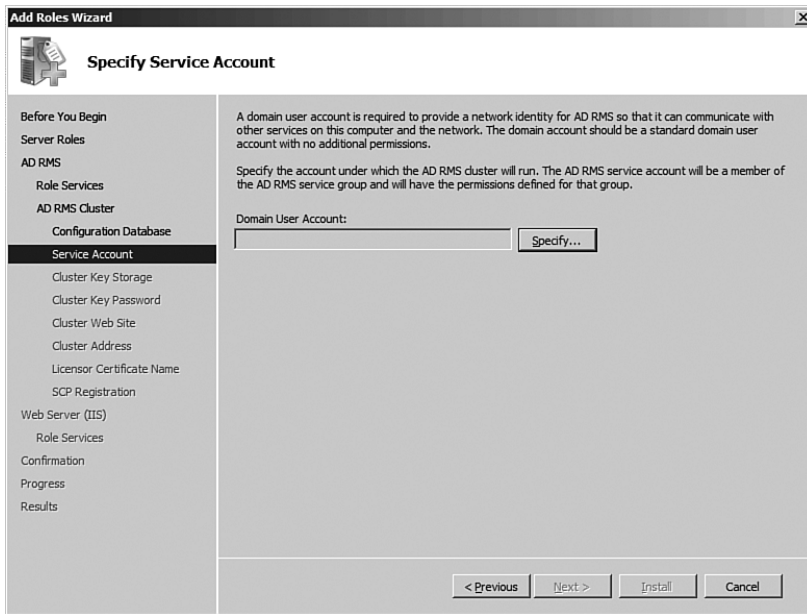 Add Roles Wizard
Specify Service Account
Before You Begin
Server Roles
AD RMS
Role Services
AD RMS Cluster
Configuration Database
Service Account
Cluster Key Storage
Cluster Key Password
Cluster Web Site
Cluster Address
Licensor Certificate Name
SCP Registration
Web Server (IIS)
Role Services
Confirmation
Progress
Results
A domain user account is required to provide a network identity for AD RMS so that it can communicate with
other services on this computer and the network. The domain account should be a standard domain user
account with no additional permissions.
Specify the account under which the AD RMS cluster will run. The AD RMS service account will be a member of
the AD RMS service group and will have the permissions defined for that group.
Domain User Account:
Specify...
< Previous
Next >
Install
Cancel